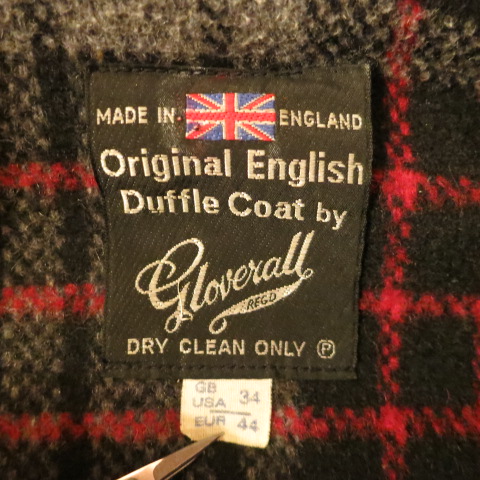 MADE IN ENGLAND
Original English
Duffle Coat by
Gloverall
REGD
DRY CLEAN ONLY Ⓟ
GB
USA 34
EUR 44